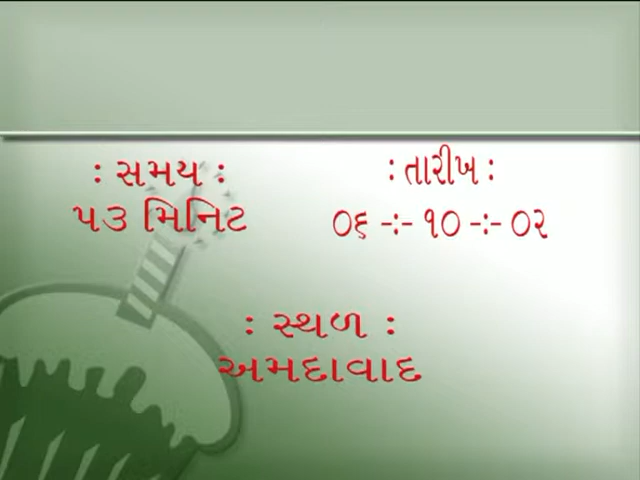 : સમય :
૫૩ મિનિટ
: તારીખ :
૦૬ -:- ૧૦ -:- ૦૨
: સ્થળ :
અમદાવાદ